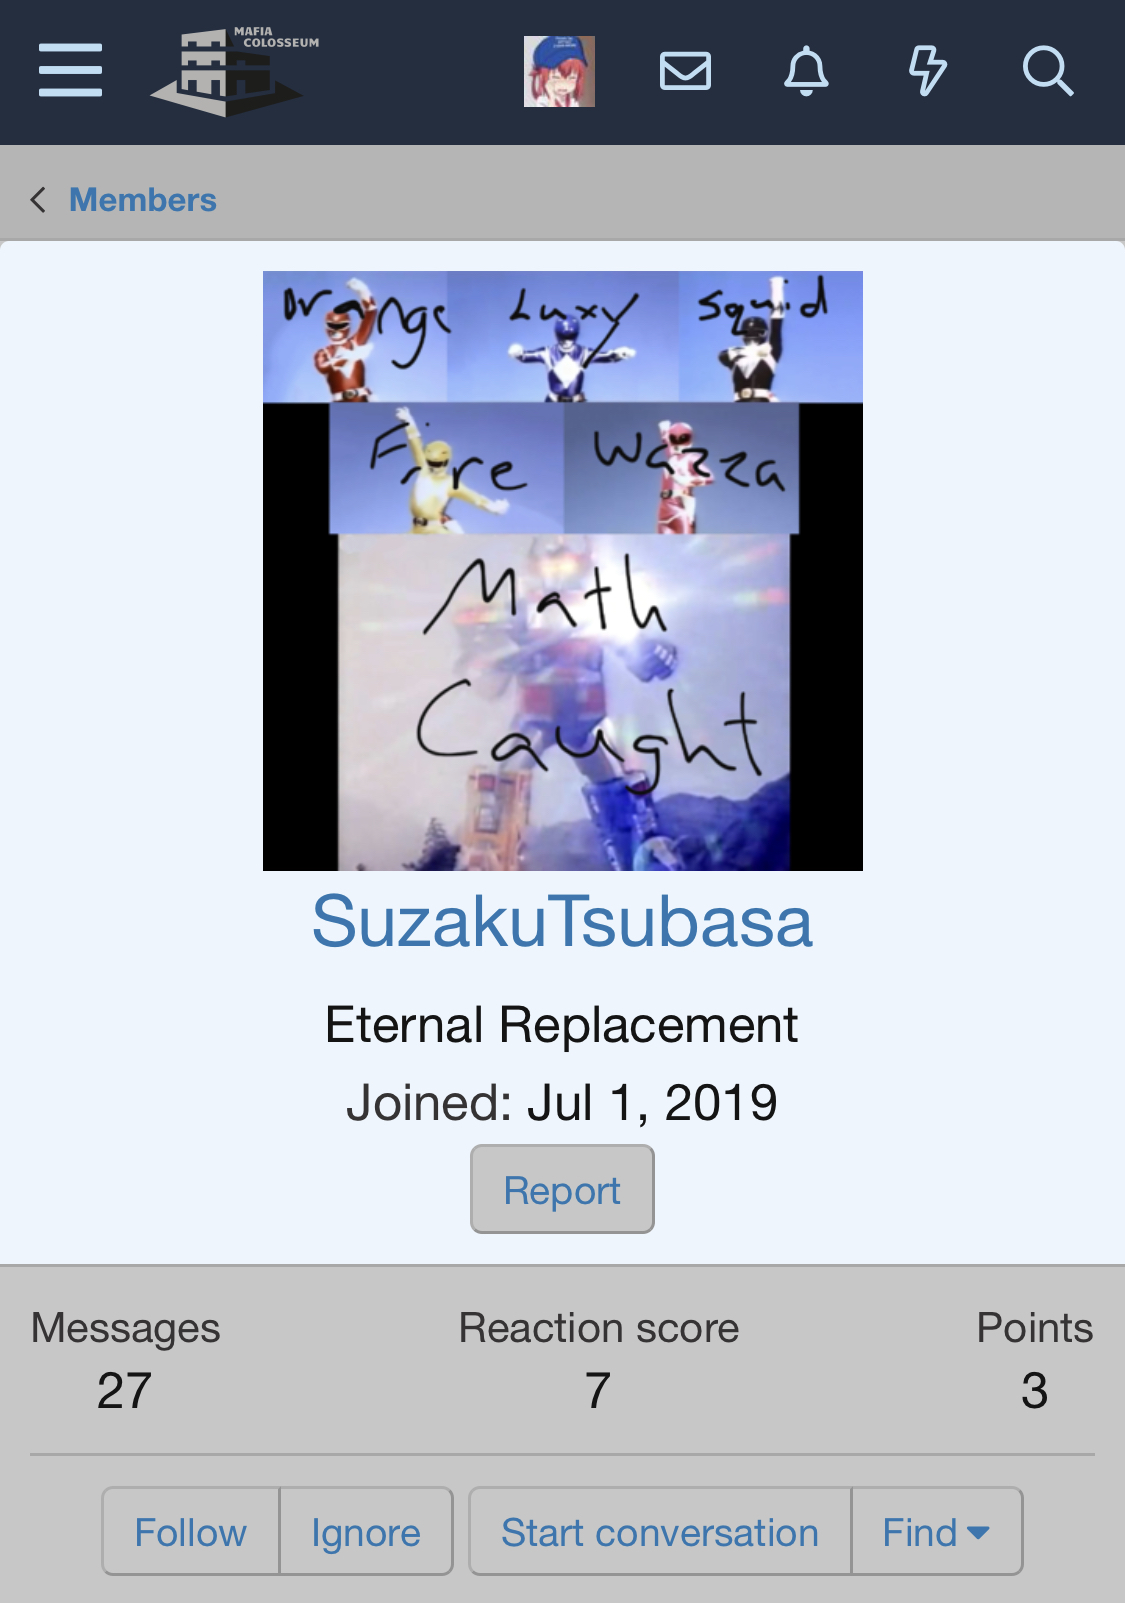 MAFIA
COLOSSEUM
Members
Orange Luxy Squid
Fire Wazza
Math
Caught
SuzakuTsubasa
Eternal Replacement
Joined: Jul 1, 2019
Report
Messages Reaction score Points
27 7 3
Follow Ignore Start conversation Find